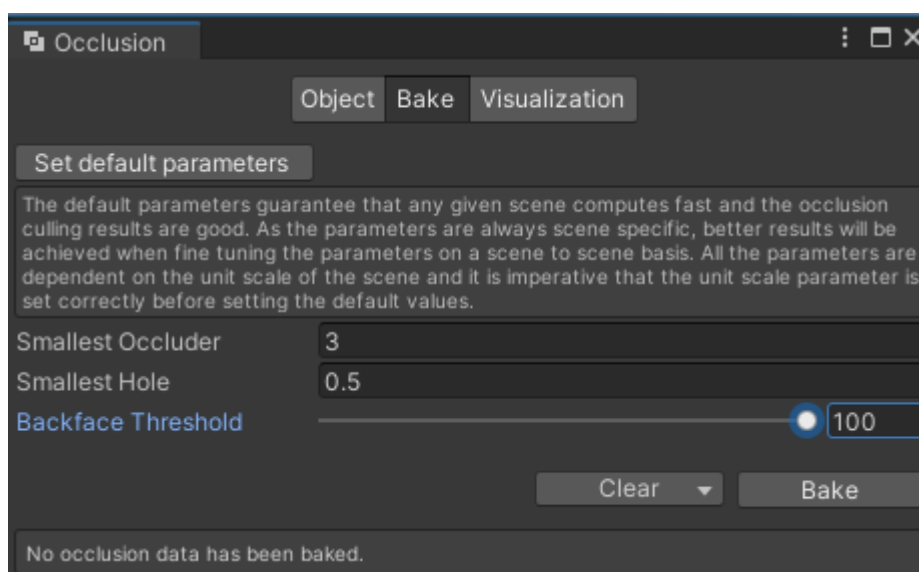 Occlusion
Object Bake Visualization
Set default parameters
The default parameters guarantee that any given scene computes fast and the occlusion
culling results are good. As the parameters are always scene specific, better results will be
achieved when fine tuning the parameters on a scene to scene basis. All the parameters are
dependent on the unit scale of the scene and it is imperative that the unit scale parameter is
set correctly before setting the default values.
Smallest Occluder 3
Smallest Hole 0.5
Backface Threshold 100
Clear Bake
No occlusion data has been baked.